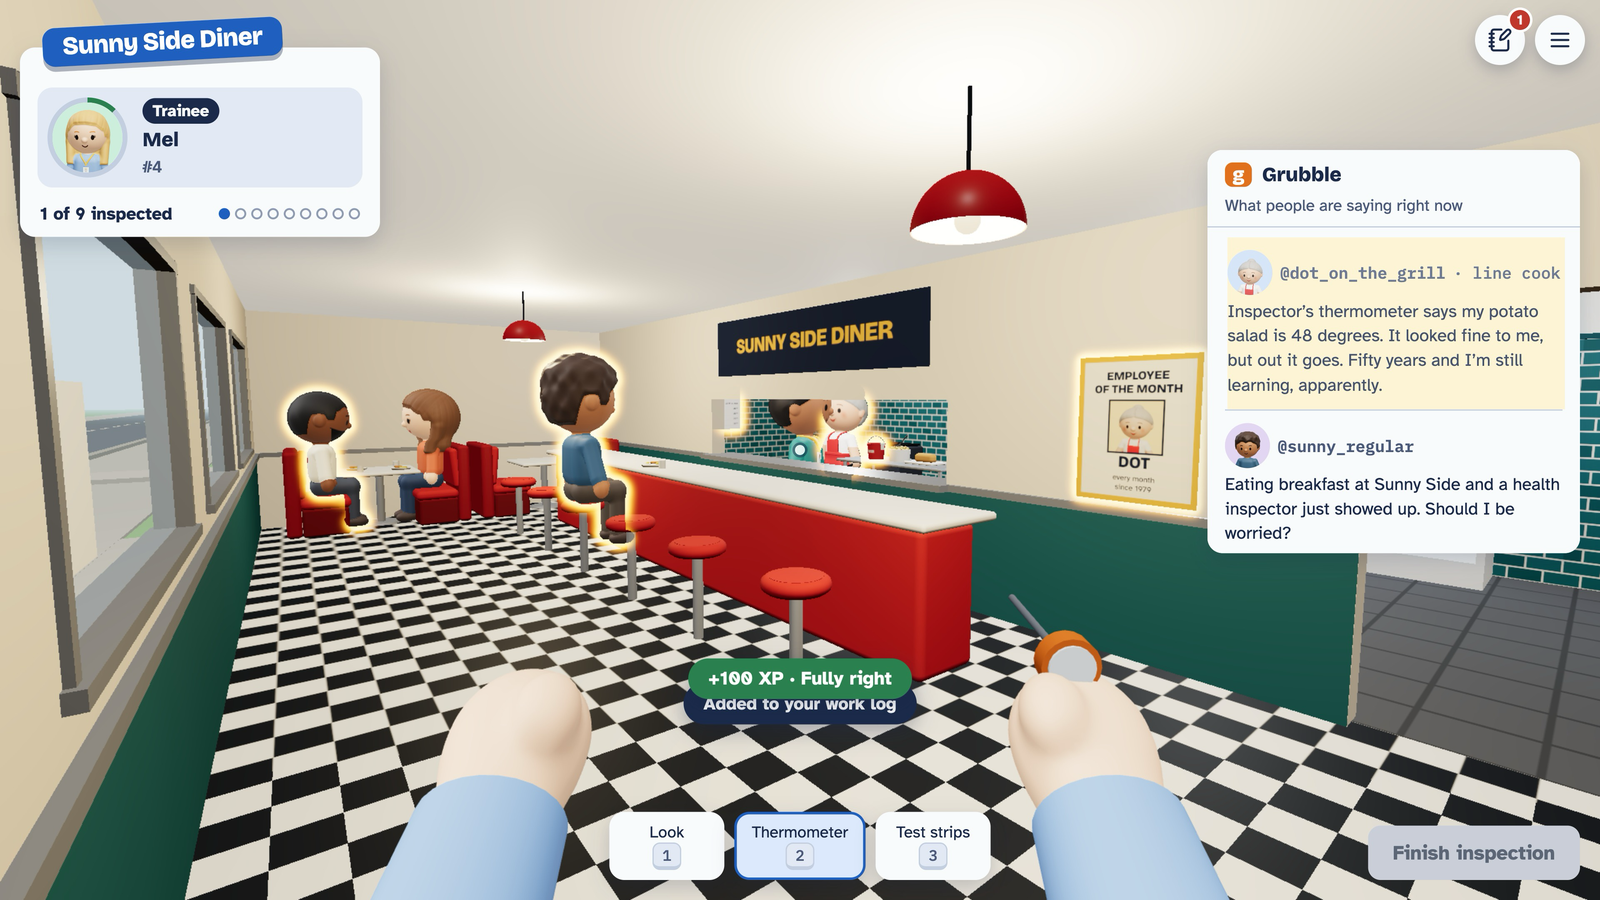 Sunny Side Diner
Trainee
Mel
#4
1 of 9 inspected
1
g Grubble
What people are saying right now
@dot_on_the_grill · line cook
Inspector’s thermometer says my potato
salad is 48 degrees. It looked fine to me,
but out it goes. Fifty years and I’m still
learning, apparently.
@sunny_regular
Eating breakfast at Sunny Side and a health
inspector just showed up. Should I be
worried?
SUNNY SIDE DINER
EMPLOYEE
OF THE MONTH
DOT
every month
since 1979
+100 XP · Fully right
Added to your work log
Look
1
Thermometer
2
Test strips
3
Finish inspection